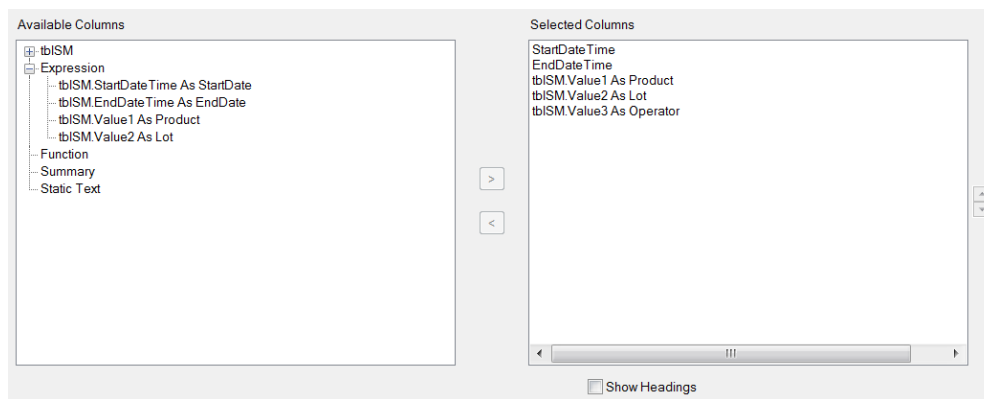 Available Columns
tblSM
Expression
tblSM.StartDateTime As StartDate
tblSM.EndDateTime As EndDate
tblSM.Value1 As Product
tblSM.Value2 As Lot
Function
Summary
Static Text
>
<
Selected Columns
StartDateTime
EndDateTime
tblSM.Value1 As Product
tblSM.Value2 As Lot
tblSM.Value3 As Operator
Show Headings